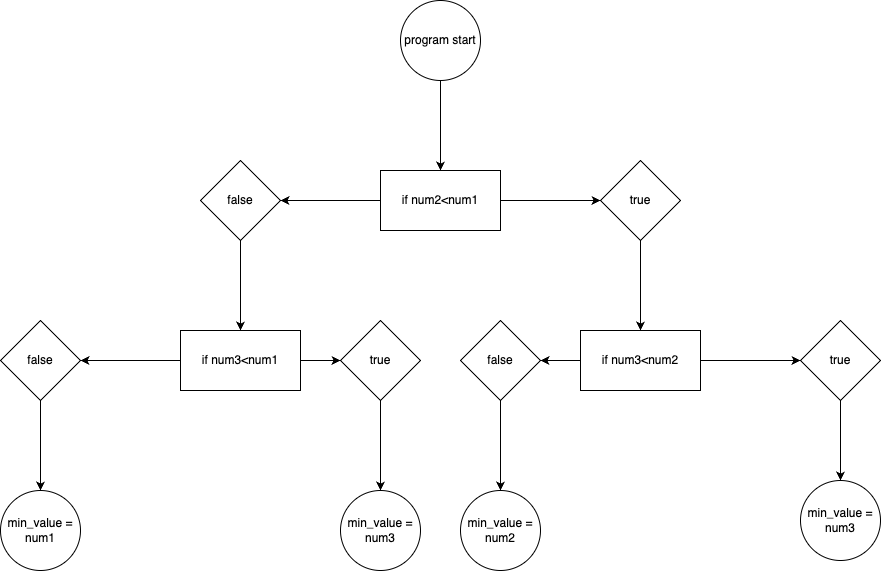 program start
false
if num2<num1
true
false
if num3<num1
true
false
if num3<num2
true
min_value =
num1
min_value =
num3
min_value =
num2
min_value =
num3